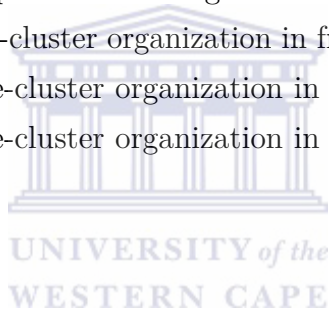 -cluster organization in f
e-cluster organization in
e-cluster organization in
UNIVERSITY of the
WESTERN CAPE